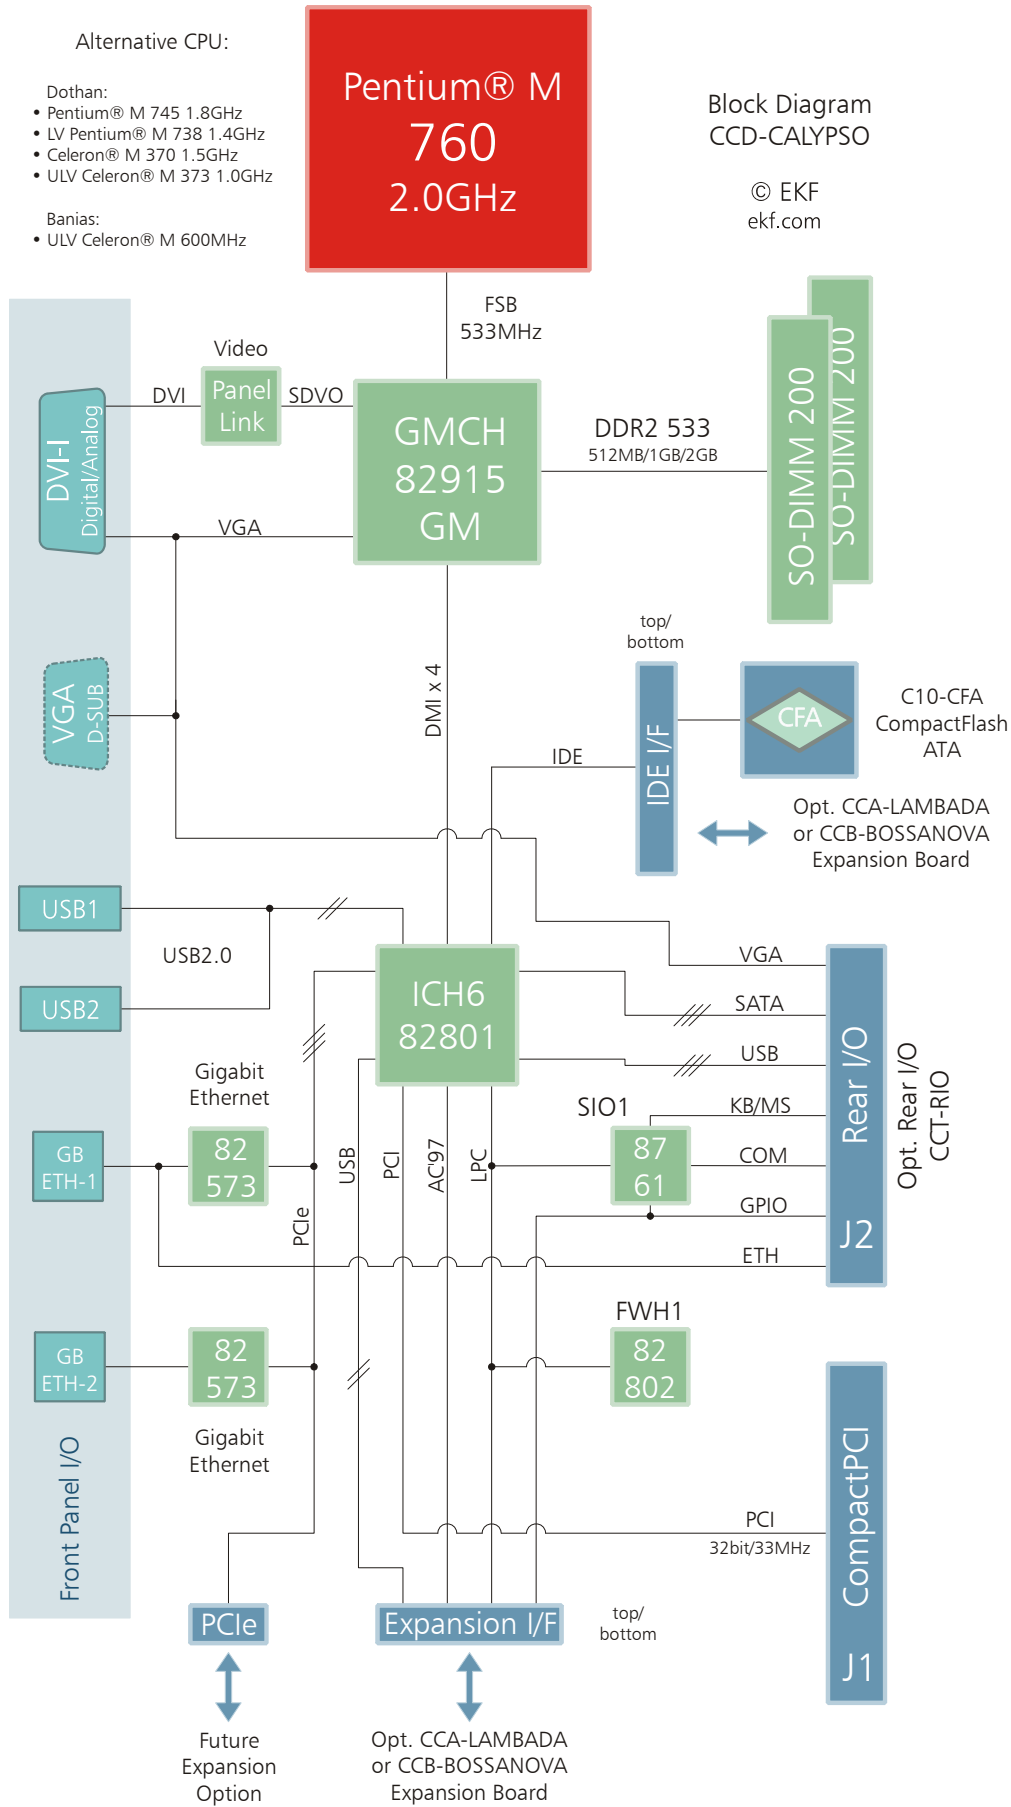 Alternative CPU:
Dothan:
• Pentium® M 745 1.8GHz
• LV Pentium® M 738 1.4GHz
• Celeron® M 370 1.5GHz
• ULV Celeron® M 373 1.0GHz
Banias:
• ULV Celeron® M 600MHz
Pentium® M
760
2.0GHz
Block Diagram
CCD-CALYPSO
© EKF
ekf.com
FSB
533MHz
Video
Panel
Link
DVI
SDVO
DVI-I
Digital/Analog
GMCH
82915
GM
DDR2 533
512MB/1GB/2GB
SO-DIMM 200
SO-DIMM 200
VGA
VGA
D-SUB
DMI x 4
top/
bottom
IDE
IDE I/F
CFA
C10-CFA
CompactFlash
ATA
Opt. CCA-LAMBADA
or CCB-BOSSANOVA
Expansion Board
USB1
USB2.0
USB2
ICH6
82801
VGA
SATA
USB
KB/MS
COM
GPIO
ETH
Rear I/O
J2
Opt. Rear I/O
CCT-RIO
Gigabit
Ethernet
82
573
GB
ETH-1
PCIe
USB
PCI
AC'97
LPC
SIO1
87
61
GB
ETH-2
82
573
Gigabit
Ethernet
FWH1
82
802
Front Panel I/O
PCI
32bit/33MHz
CompactPCI
J1
PCIe
Expansion I/F
top/
bottom
Future
Expansion
Option
Opt. CCA-LAMBADA
or CCB-BOSSANOVA
Expansion Board